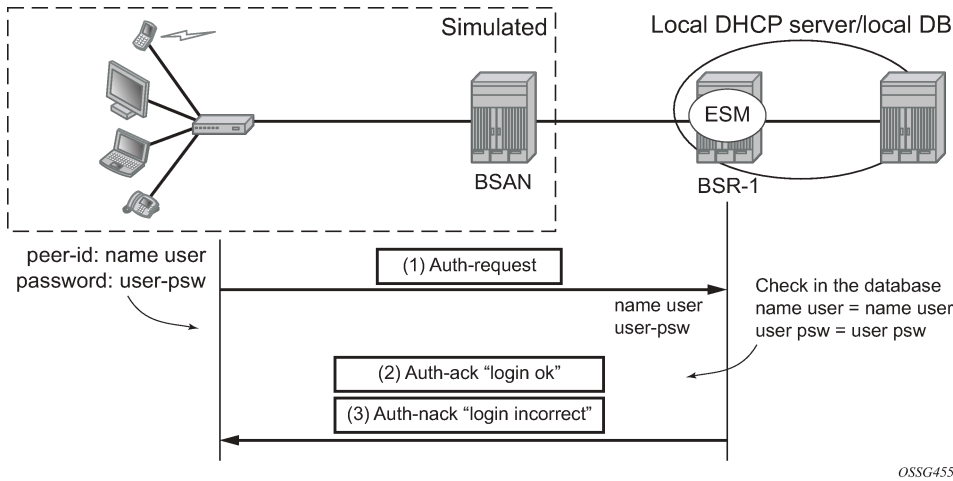 Simulated
Local DHCP server/local DB
ESM
BSAN
BSR-1
peer-id: name user
password: user-psw
(1) Auth-request
name user
user-psw
Check in the database
name user = name user
user psw = user psw
(2) Auth-ack “login ok”
(3) Auth-nack “login incorrect”
OSSG455